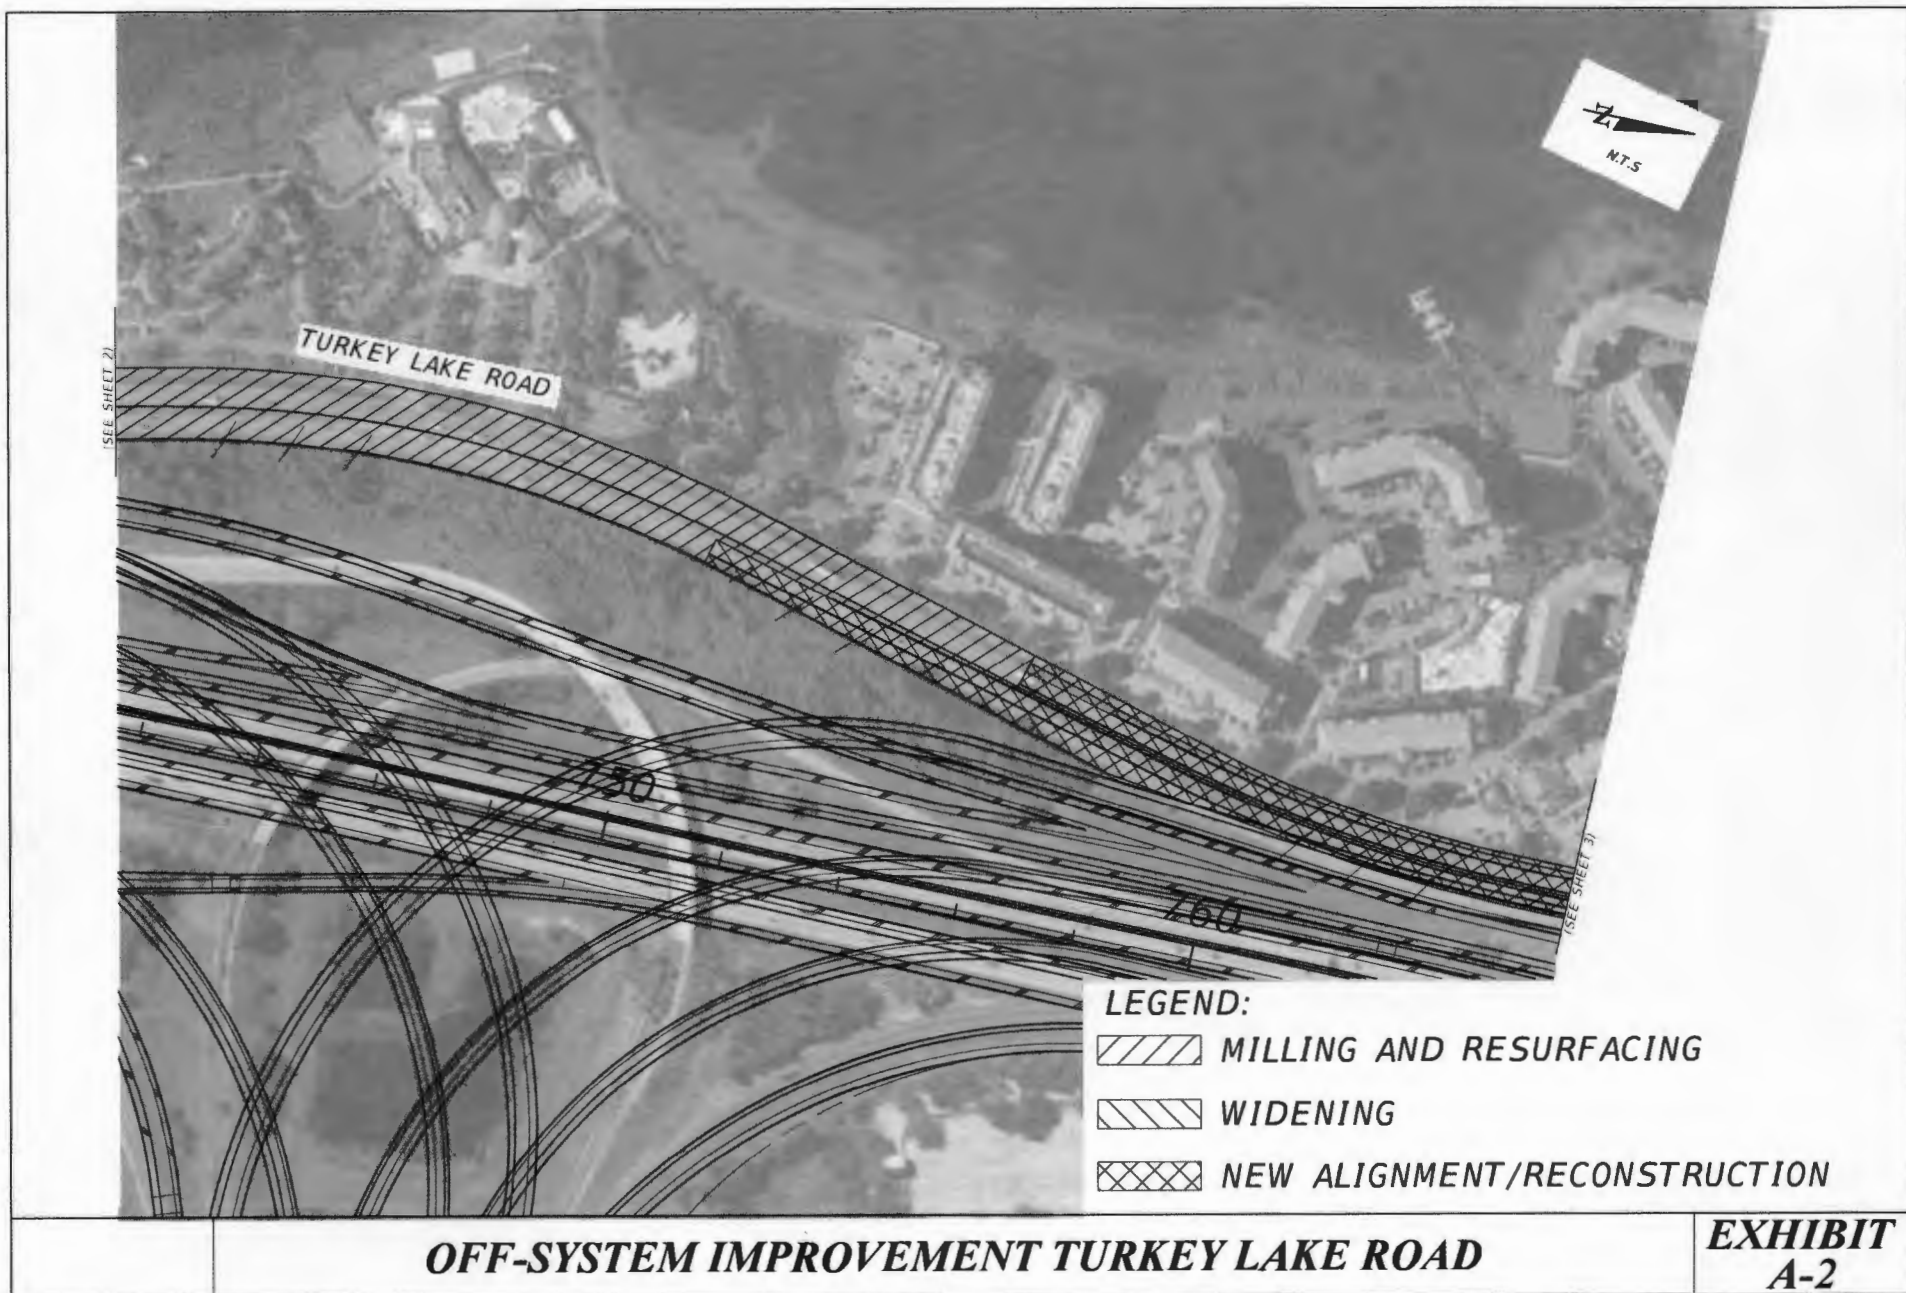 N
N.T.S
TURKEY LAKE ROAD
(SEE SHEET 2)
750
760
(SEE SHEET 3)
LEGEND:
MILLING AND RESURFACING
WIDENING
NEW ALIGNMENT/RECONSTRUCTION
OFF-SYSTEM IMPROVEMENT TURKEY LAKE ROAD
EXHIBIT
A-2